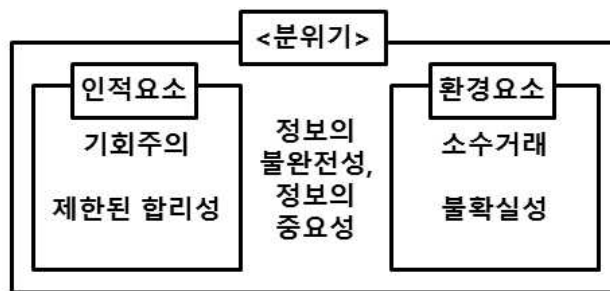 <분위기>
인적요소
기회주의
제한된 합리성
정보의
불완전성,
정보의
중요성
환경요소
소수거래
불확실성